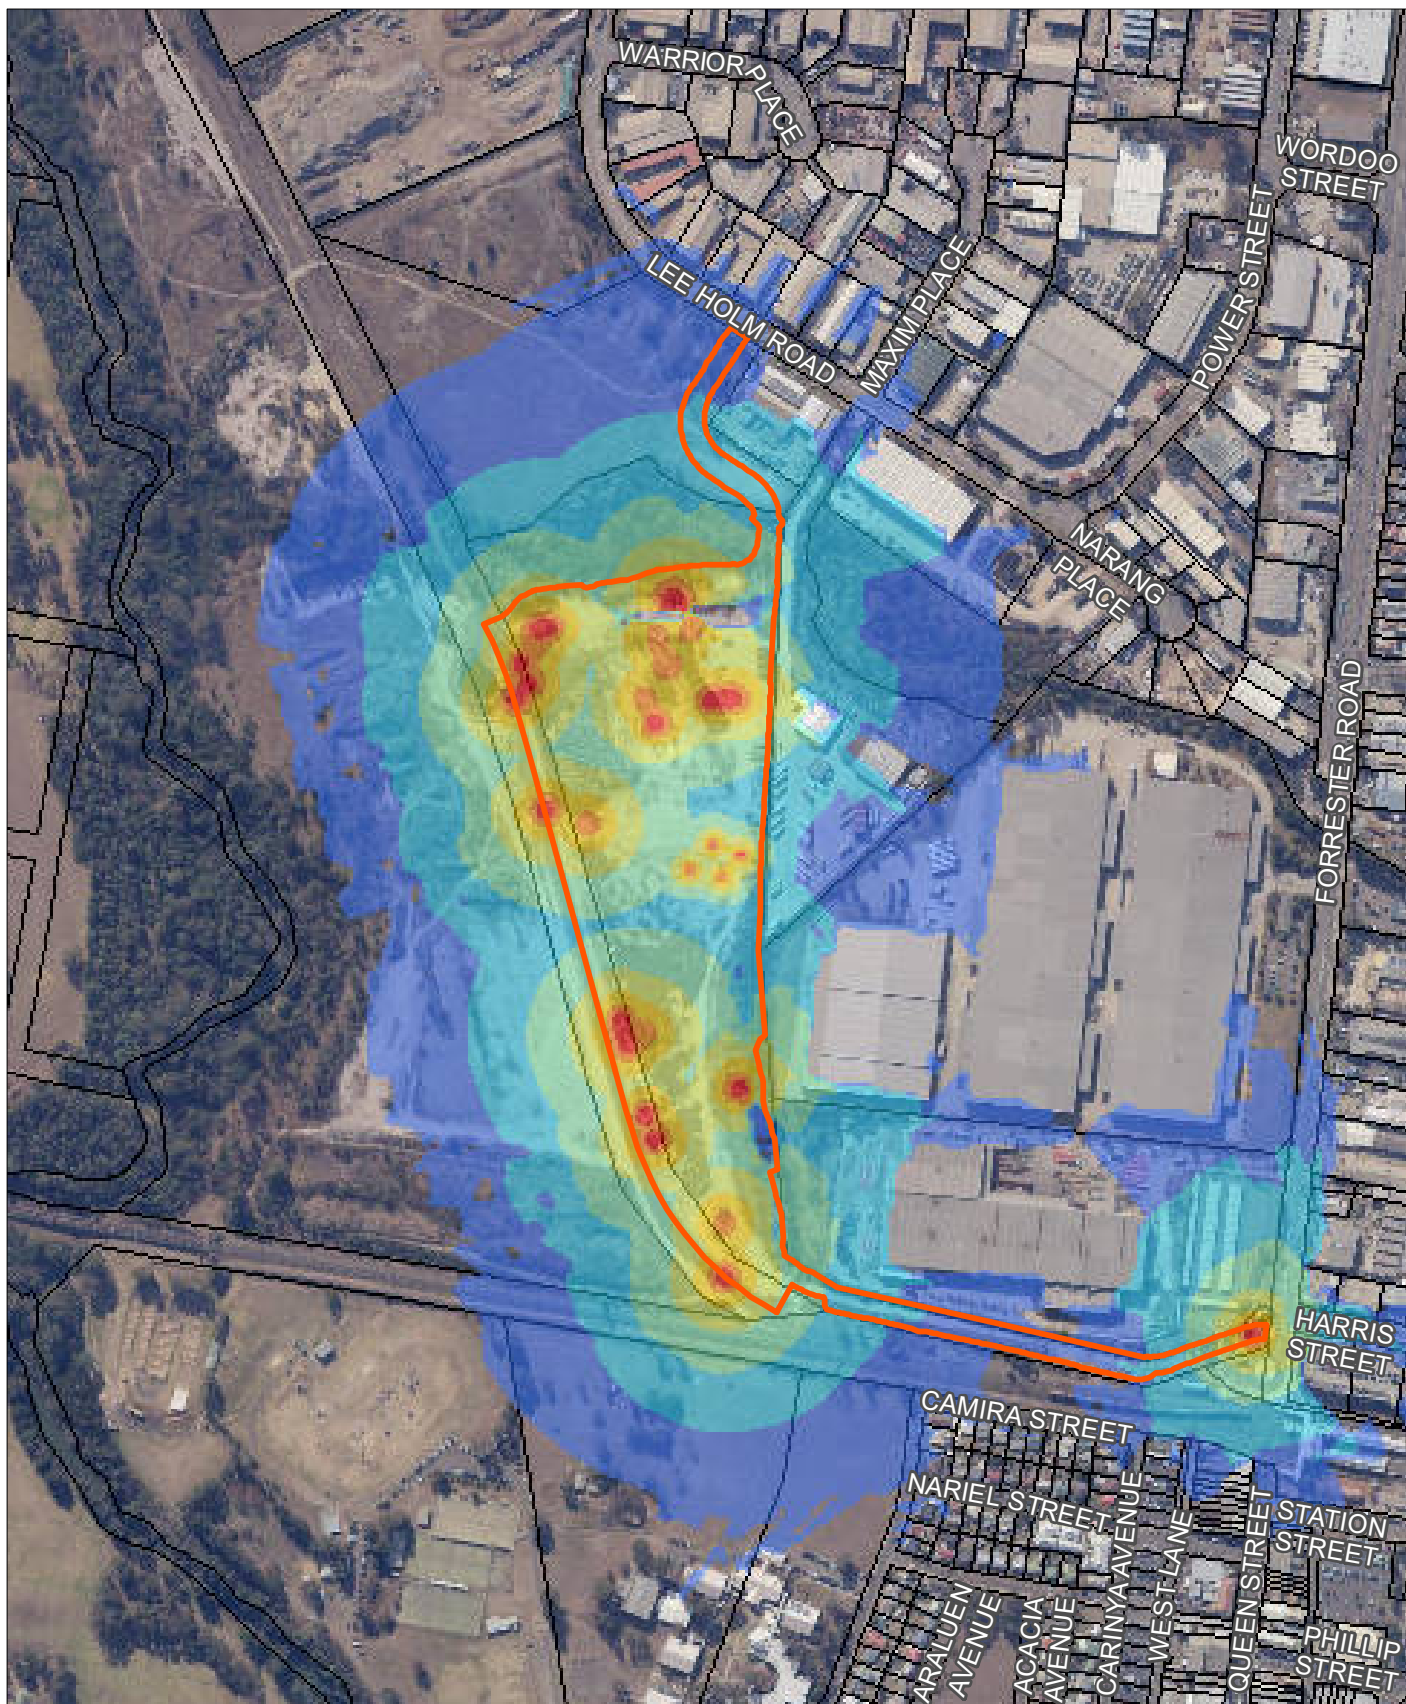 WARRIOR PLACE
WORDOO
STREET
LEE HOLM ROAD
MAXIM PLACE
POWER STREET
NARANG
PLACE
FORRESTER ROAD
HARRIS
STREET
CAMIRA STREET
NARIEL STREET
STATION
STREET
ARALUEN
AVENUE
ACACIA
AVENUE
CARINYA AVENUE
WEST LANE
QUEEN STREET
PHILLIP
STREET